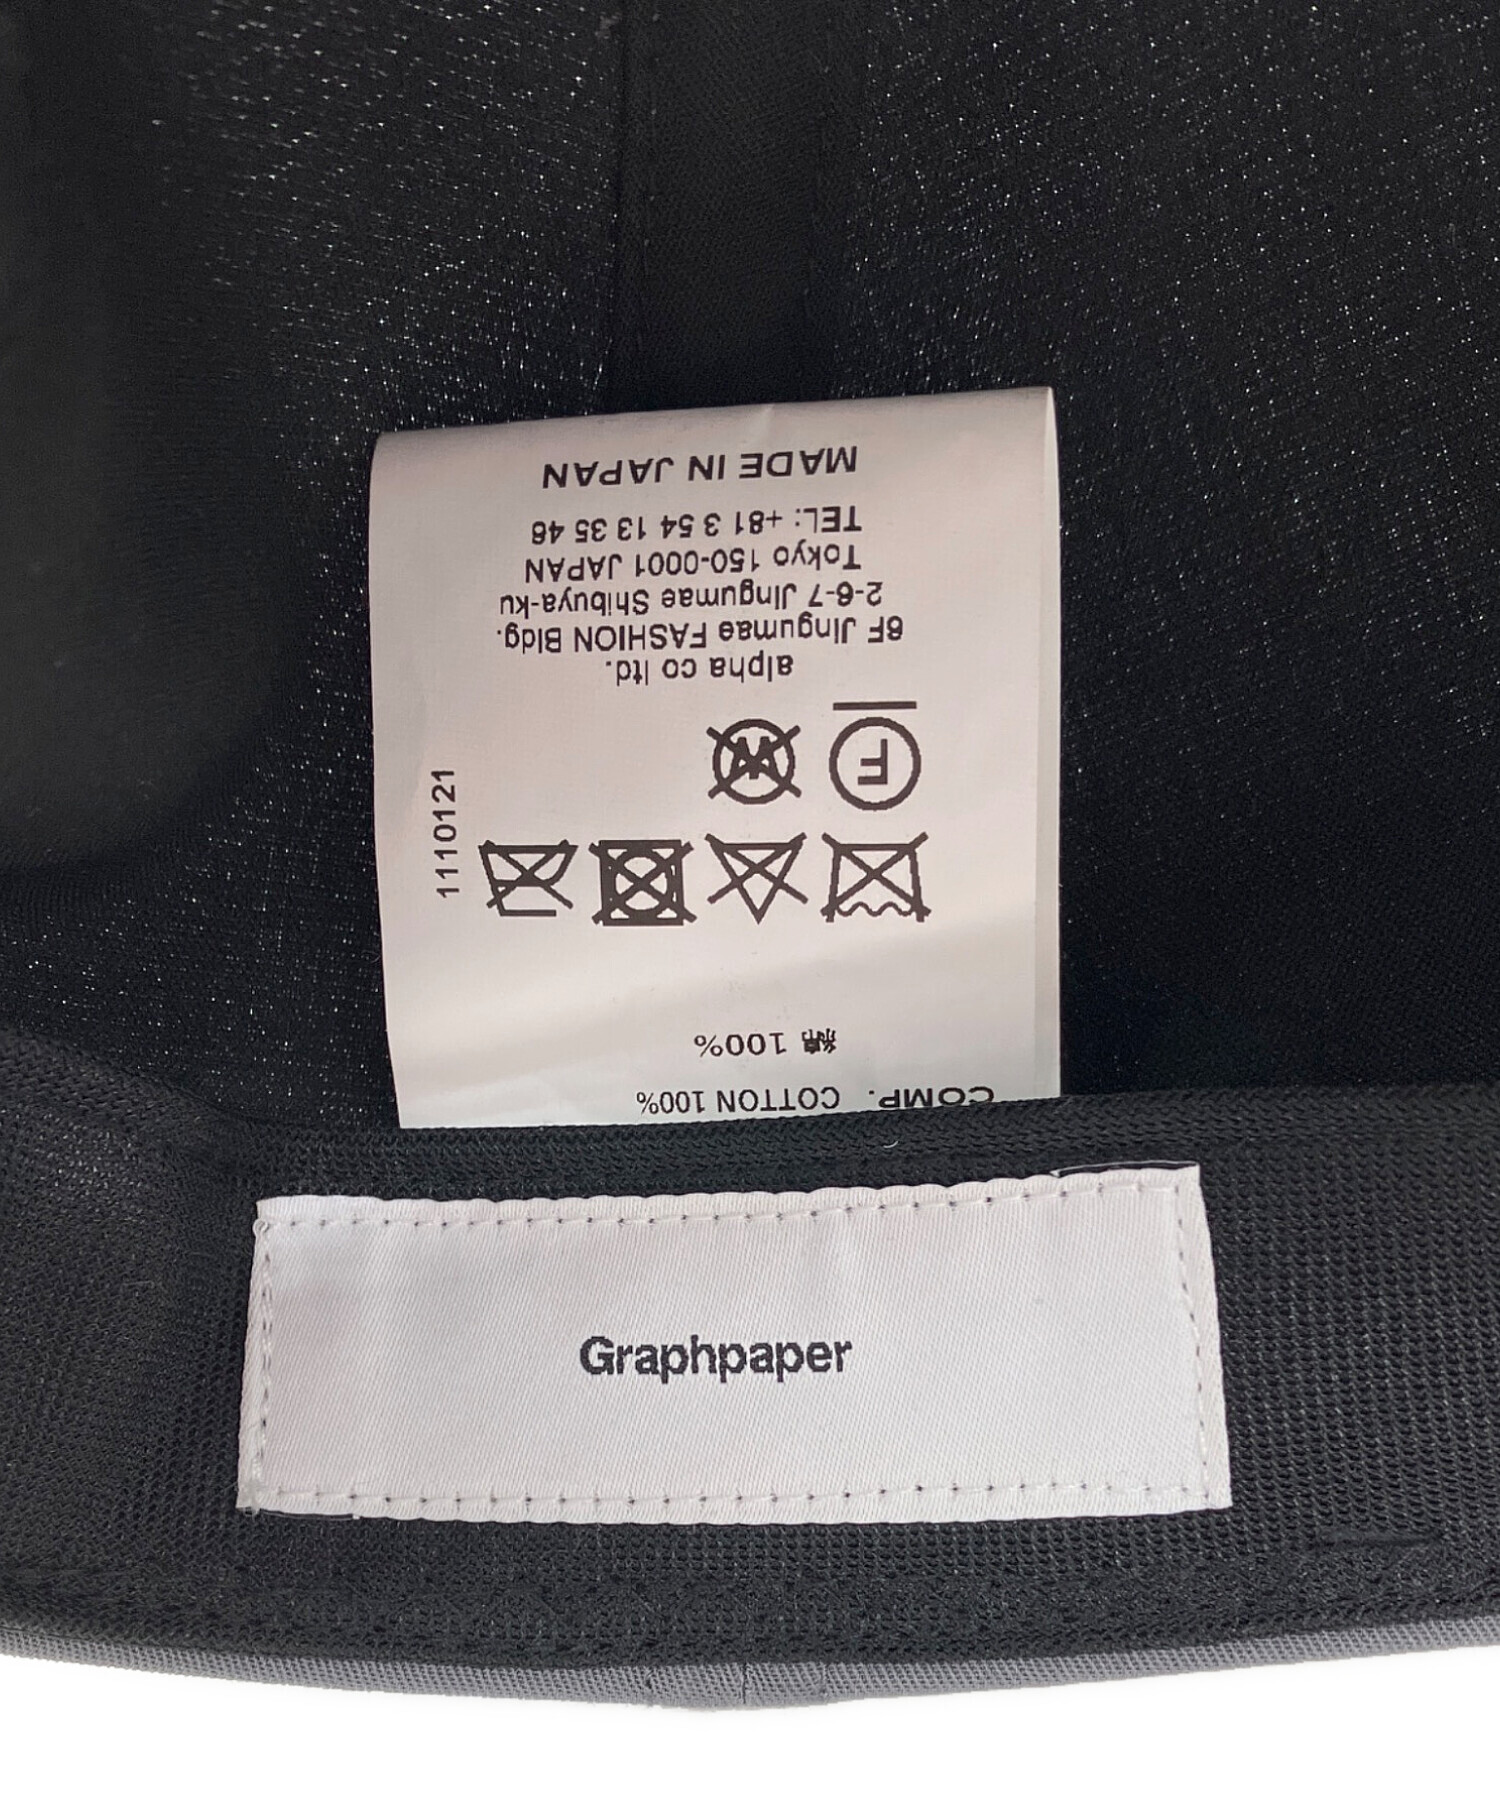 COMP. COTTON 100%
綿 100%
F
W
alpha co ltd.
6F Jingumae FASHION Bldg.
2-6-7 Jingumae Shibuya-ku
Tokyo 150-0001 JAPAN
TEL: +81 3 54 13 35 46
MADE IN JAPAN
1110121
Graphpaper